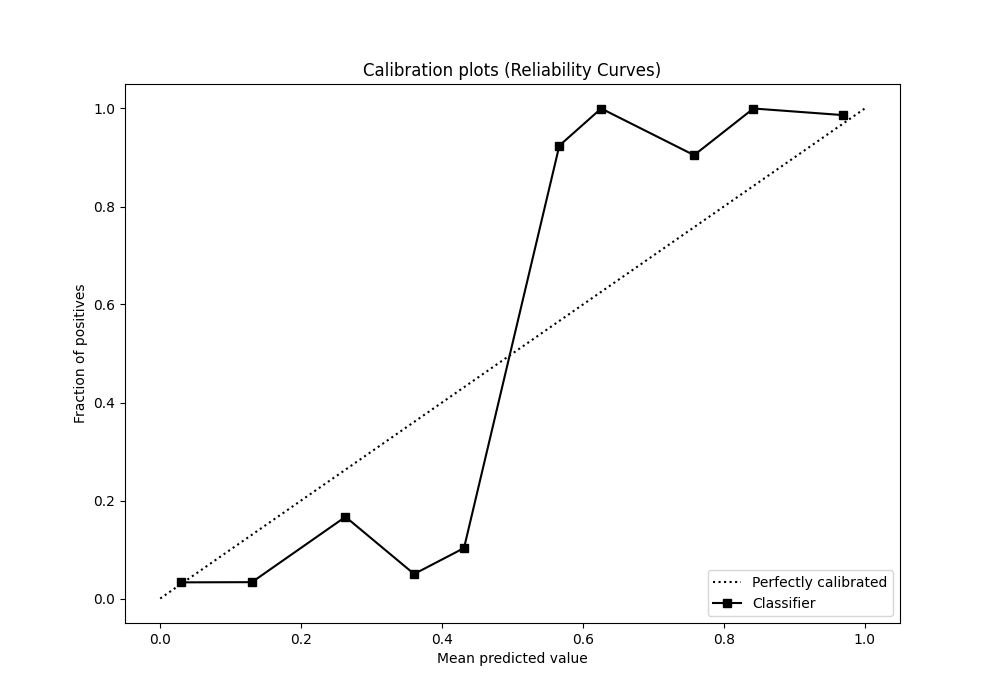 Calibration plots (Reliability Curves)
Fraction of positives
1.0
0.8
0.6
0.4
0.2
0.0
0.0 0.2 0.4 0.6 0.8 1.0
Mean predicted value
Perfectly calibrated
Classifier